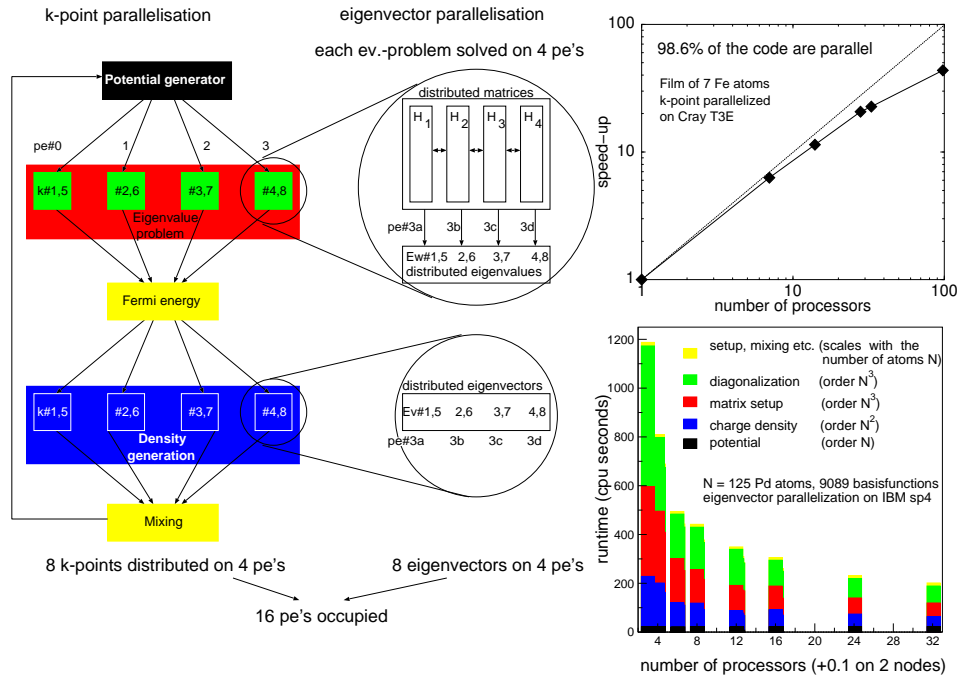 k-point parallelisation
eigenvector parallelisation
each ev.-problem solved on 4 pe's
Potential generator
pe#0
1
2
3
k#1,5
#2,6
#3,7
#4,8
Eigenvalue
problem
Fermi energy
k#1,5
#2,6
#3,7
#4,8
Density
generation
Mixing
8 k-points distributed on 4 pe's
distributed matrices
H1
H2
H3
H4
pe#3a
3b
3c
3d
Ew#1,5
2,6
3,7
4,8
distributed eigenvalues
distributed eigenvectors
Ev#1,5
2,6
3,7
4,8
pe#3a
3b
3c
3d
8 eigenvectors on 4 pe's
16 pe's occupied
100
10
1
speed-up
98.6% of the code are parallel
Film of 7 Fe atoms
k-point parallelized
on Cray T3E
1
10
100
number of processors
1200
1000
800
600
400
200
0
runtime (cpu seconds)
setup, mixing etc. (scales with the
number of atoms N)
diagonalization (order N³)
matrix setup (order N³)
charge density (order N²)
potential (order N)
N = 125 Pd atoms, 9089 basisfunctions
eigenvector parallelization on IBM sp4
4
8
12
16
20
24
28
32
number of processors (+0.1 on 2 nodes)